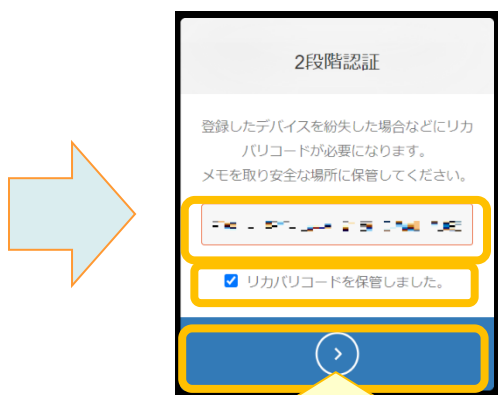 2段階認証
登録したデバイスを紛失した場合などにリカ
バリコードが必要になります。
メモを取り安全な場所に保管してください。
リカバリコードを保管しました。